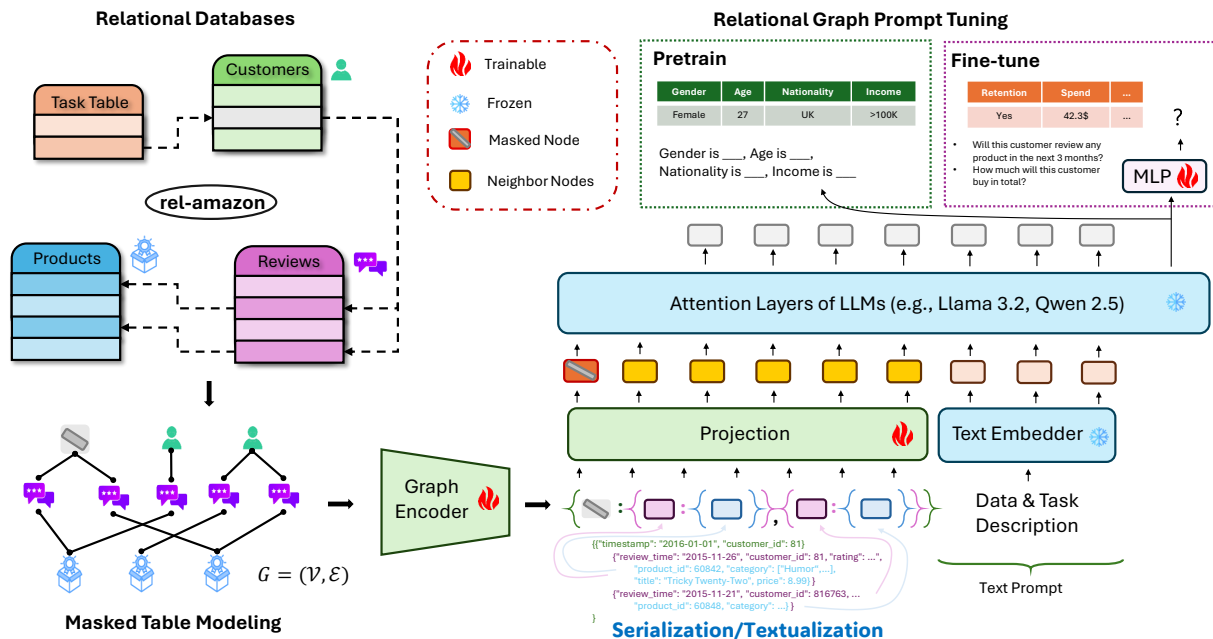 Relational Databases
Customers
Task Table
rel-amazon
Products
Reviews
G = (𝒱, ℰ)
Masked Table Modeling
Trainable
Frozen
Masked Node
Neighbor Nodes
Graph
Encoder
Relational Graph Prompt Tuning
Pretrain
Gender Age Nationality Income
Female 27 UK >100K
Gender is ___, Age is ___,
Nationality is ___, Income is ___
Fine-tune
Retention Spend ...
Yes 42.3$ ...
• Will this customer review any
product in the next 3 months?
• How much will this customer
buy in total?
?
MLP
Attention Layers of LLMs (e.g., Llama 3.2, Qwen 2.5)
Projection
Text Embedder
{ : { : { }}, { : { }}}
Data & Task
Description
Text Prompt
{{"timestamp": "2016-01-01", "customer_id": 81}
{"review_time": "2015-11-26", "customer_id": 81, "rating": ...",
"product_id": 60842, "category": ["Humor",...],
"title": "Tricky Twenty-Two", price": 8.99} }
{"review_time": "2015-11-21", "customer_id": 816763, ...
"product_id": 60848, "category": ...} }
}
Serialization/Textualization